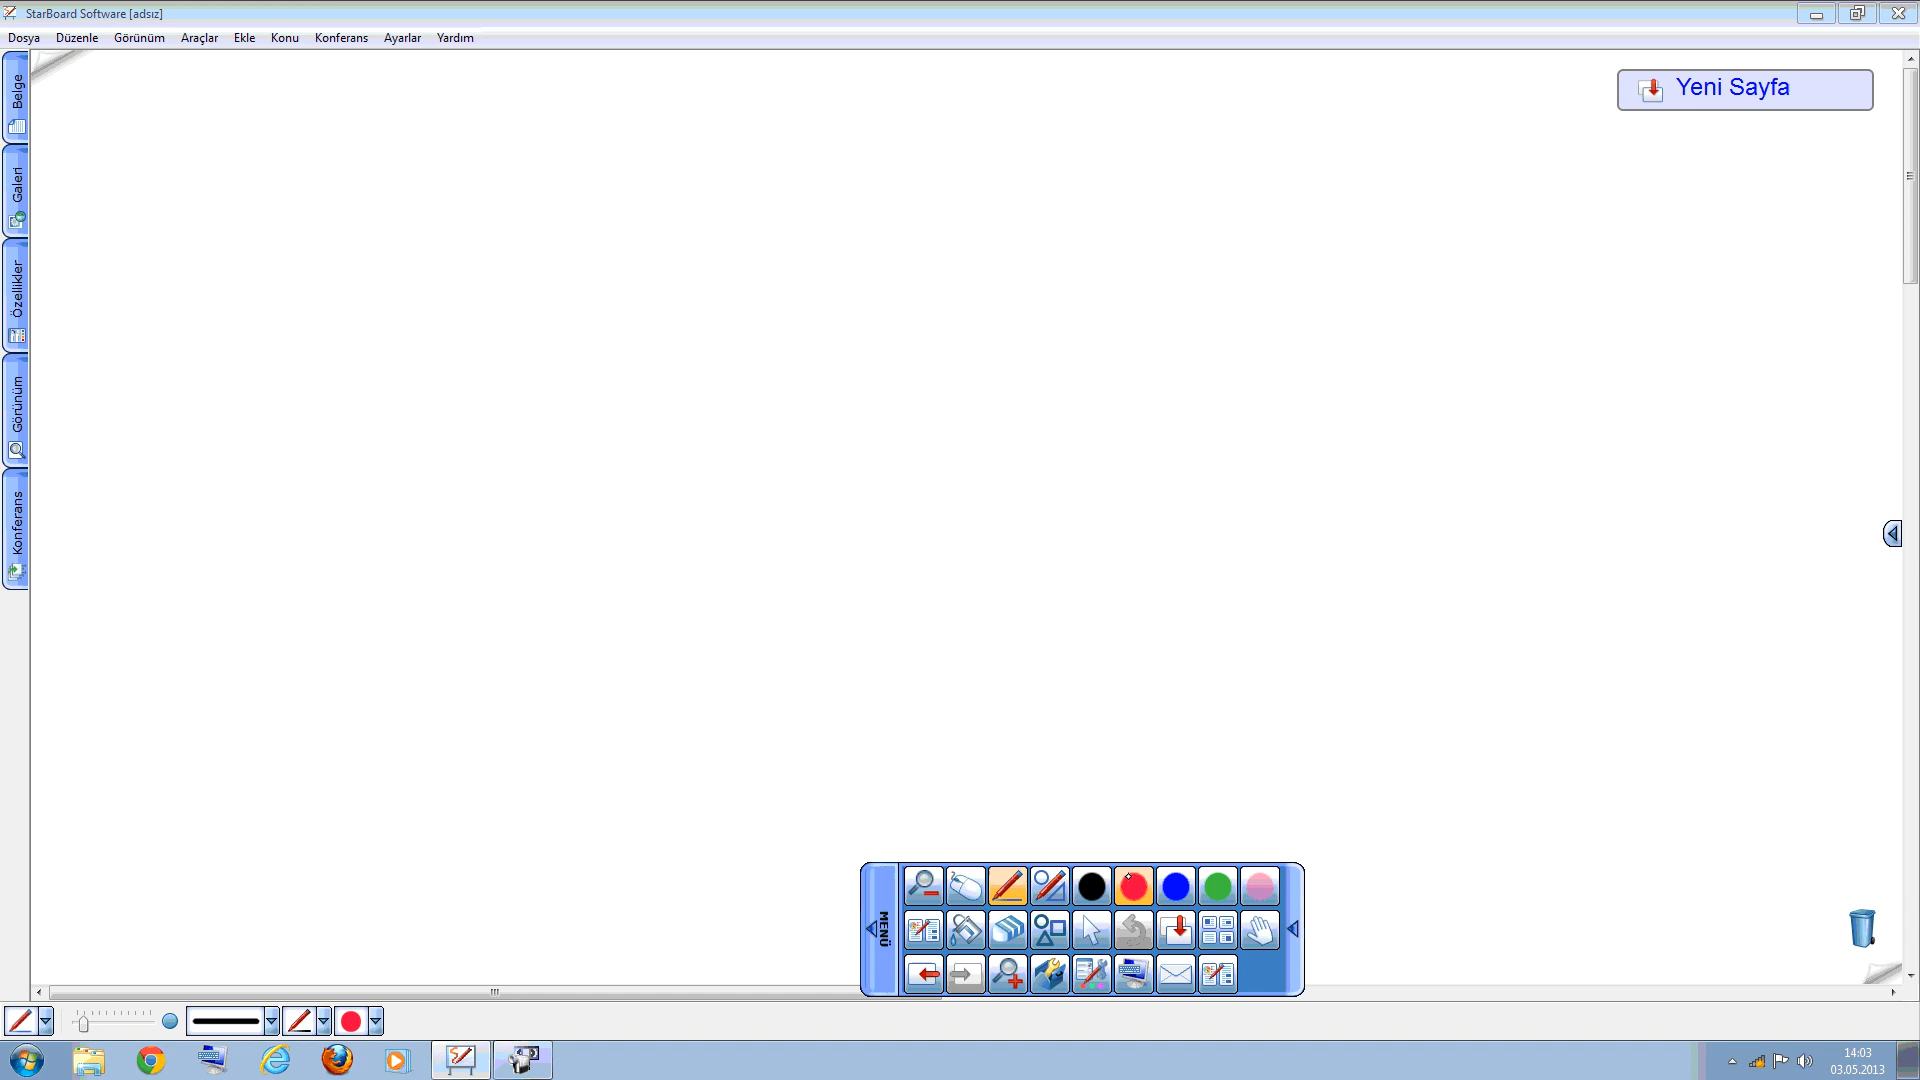 StarBoard Software [adsız]
Dosya Düzenle Görünüm Araçlar Ekle Konu Konferans Ayarlar Yardım
Yeni Sayfa
Belge
Galeri
Özellikler
Görünüm
Konferans
MENÜ
14:03
03.05.2013